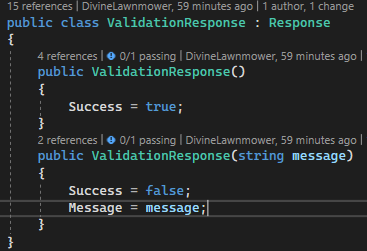 15 references | DivineLawnmower, 59 minutes ago | 1 author, 1 change
public class ValidationResponse : Response
{
4 references | 0/1 passing | DivineLawnmower, 59 minutes ago |
public ValidationResponse()
{
Success = true;
}
2 references | 0/1 passing | DivineLawnmower, 59 minutes ago |
public ValidationResponse(string message)
{
Success = false;
Message = message;
}
}